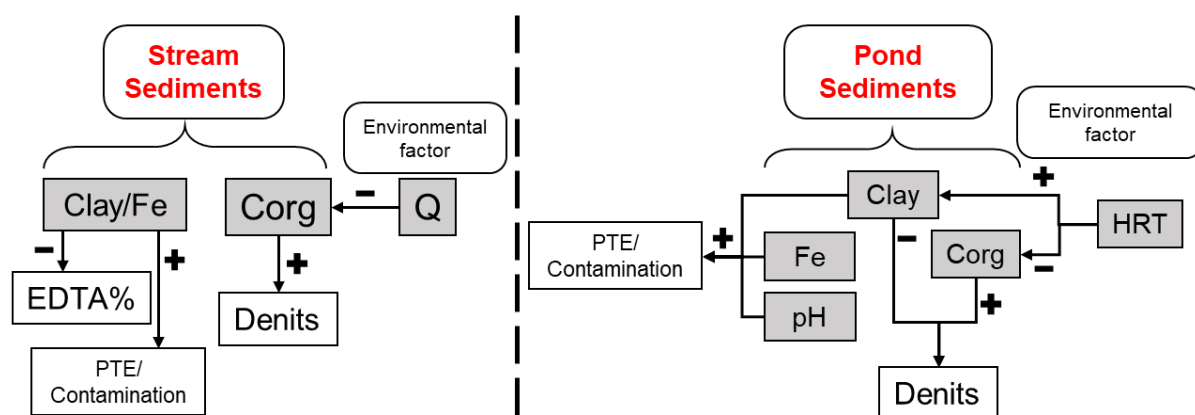 Stream
Sediments
Environmental
factor
Clay/Fe
Corg
-
Q
-
+
+
EDTA%
Denits
PTE/
Contamination
Pond
Sediments
Environmental
factor
+
Clay
HRT
PTE/
Contamination
+
Fe
-
Corg
-
pH
+
Denits